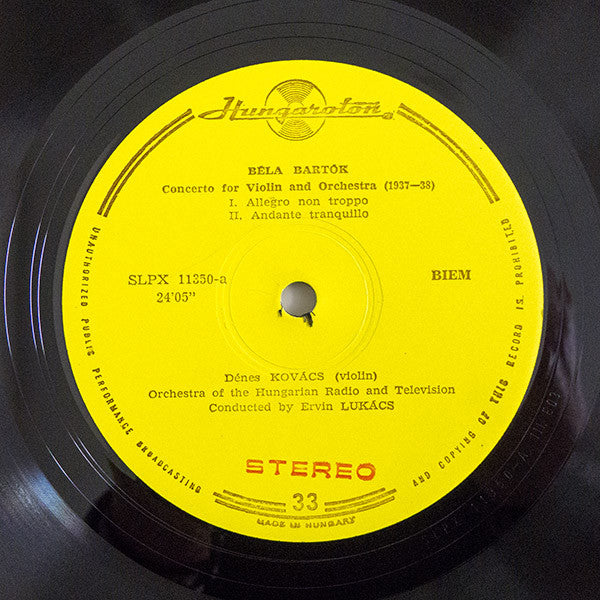 Hungaroton
BÉLA BARTÓK
Concerto for Violin and Orchestra (1937—38)
I. Allegro non troppo
II. Andante tranquillo
SLPX 11350-a
24'05"
BIEM
Dénes KOVÁCS (violin)
Orchestra of the Hungarian Radio and Television
Conducted by Ervin LUKÁCS
STEREO
33
MADE IN HUNGARY
UNAUTHORIZED PUBLIC PERFORMANCE BROADCASTING
AND COPYING OF THIS RECORD IS PROHIBITED